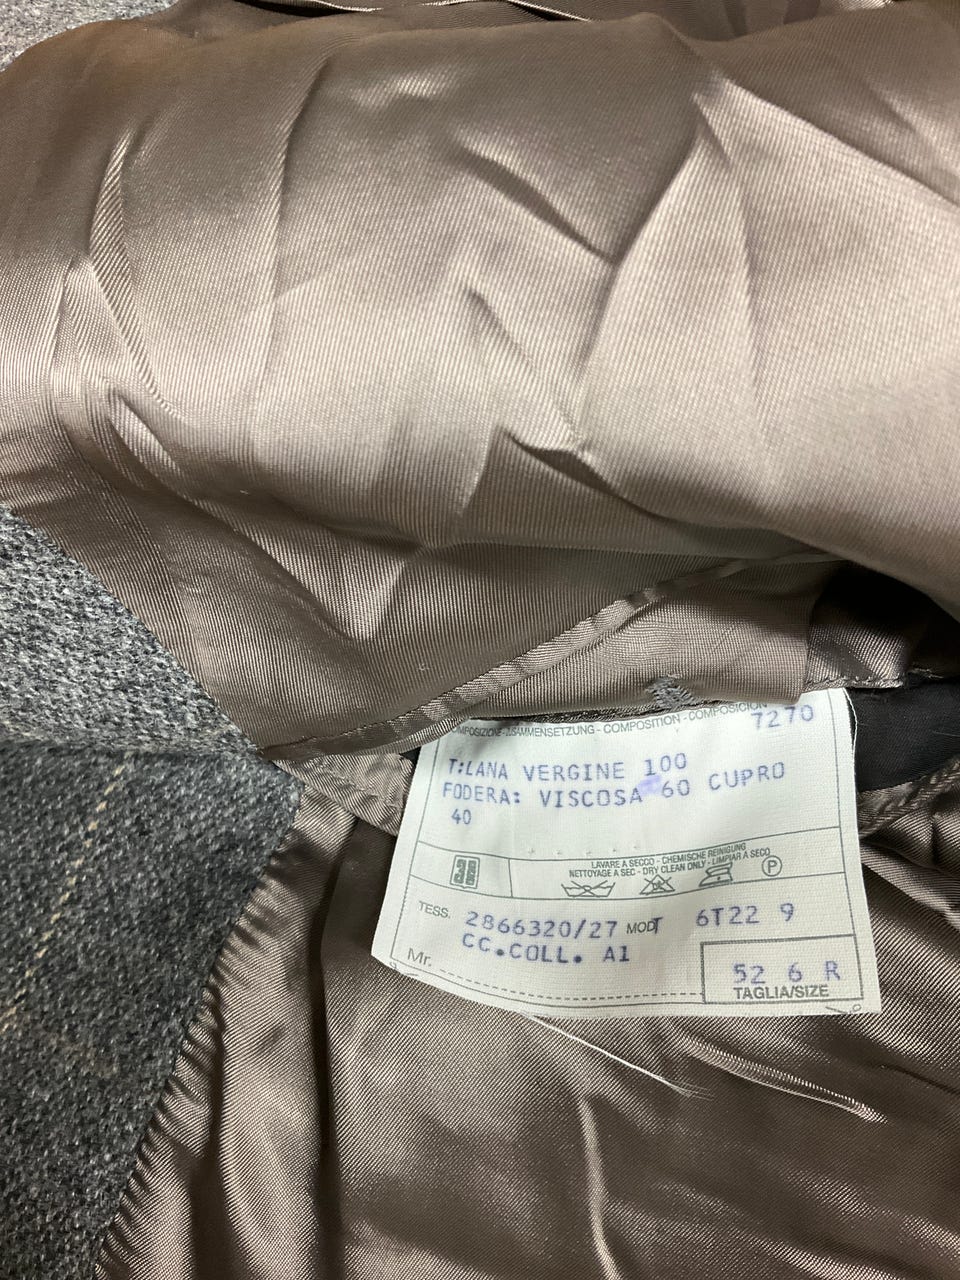 COMPOSIZIONE - ZUSAMMENSETZUNG - COMPOSITION - COMPOSICION
7270
T:LANA VERGINE 100
FODERA: VISCOSA 60 CUPRO
40
LAVARE A SECCO - CHEMISCHE REINIGUNG
NETTOYAGE A SEC - DRY CLEAN ONLY - LIMPIAR A SECO
P
TESS. 2866320/27 MOD T 6T22 9
CC.COLL. A1
Mr.
52 6 R
TAGLIA/SIZE